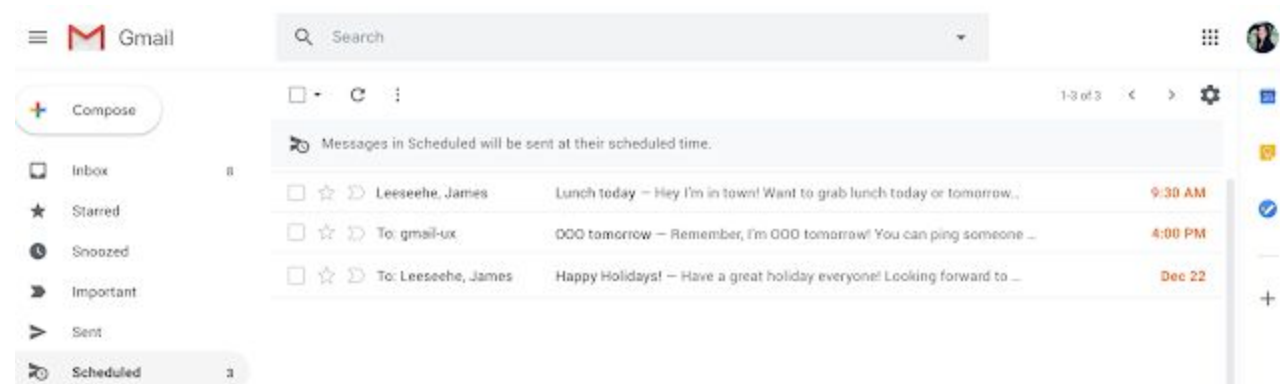 Gmail
Search
Compose
1-3 of 3
Messages in Scheduled will be sent at their scheduled time.
Inbox 8
Leeseehe, James Lunch today — Hey I'm in town! Want to grab lunch today or tomorrow... 9:30 AM
Starred
To: gmail-ux OOO tomorrow — Remember, I'm OOO tomorrow! You can ping someone ... 4:00 PM
Snoozed
To: Leeseehe, James Happy Holidays! — Have a great holiday everyone! Looking forward to ... Dec 22
Important
Sent
Scheduled 3